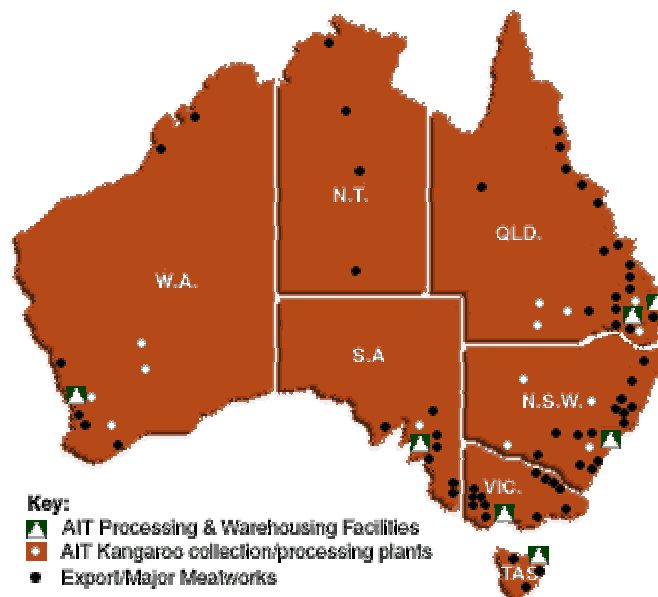 N.T.
QLD.
W.A.
S.A
N.S.W.
VIC.
TAS
Key:
AIT Processing & Warehousing Facilities
AIT Kangaroo collection/processing plants
Export/Major Meatworks